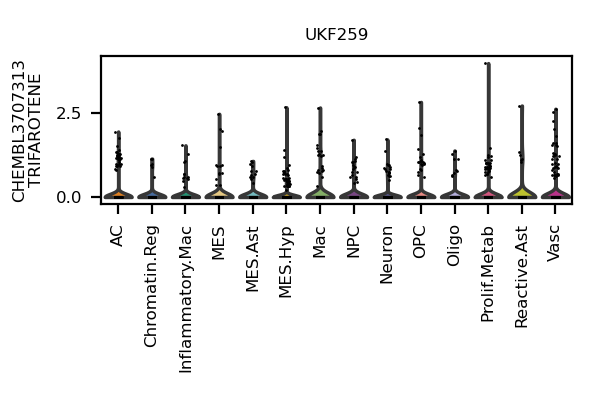 UKF259
CHEMBL3707313
TRIFAROTENE
2.5
0.0
AC
Chromatin.Reg
Inflammatory.Mac
MES
MES.Ast
MES.Hyp
Mac
NPC
Neuron
OPC
Oligo
Prolif.Metab
Reactive.Ast
Vasc